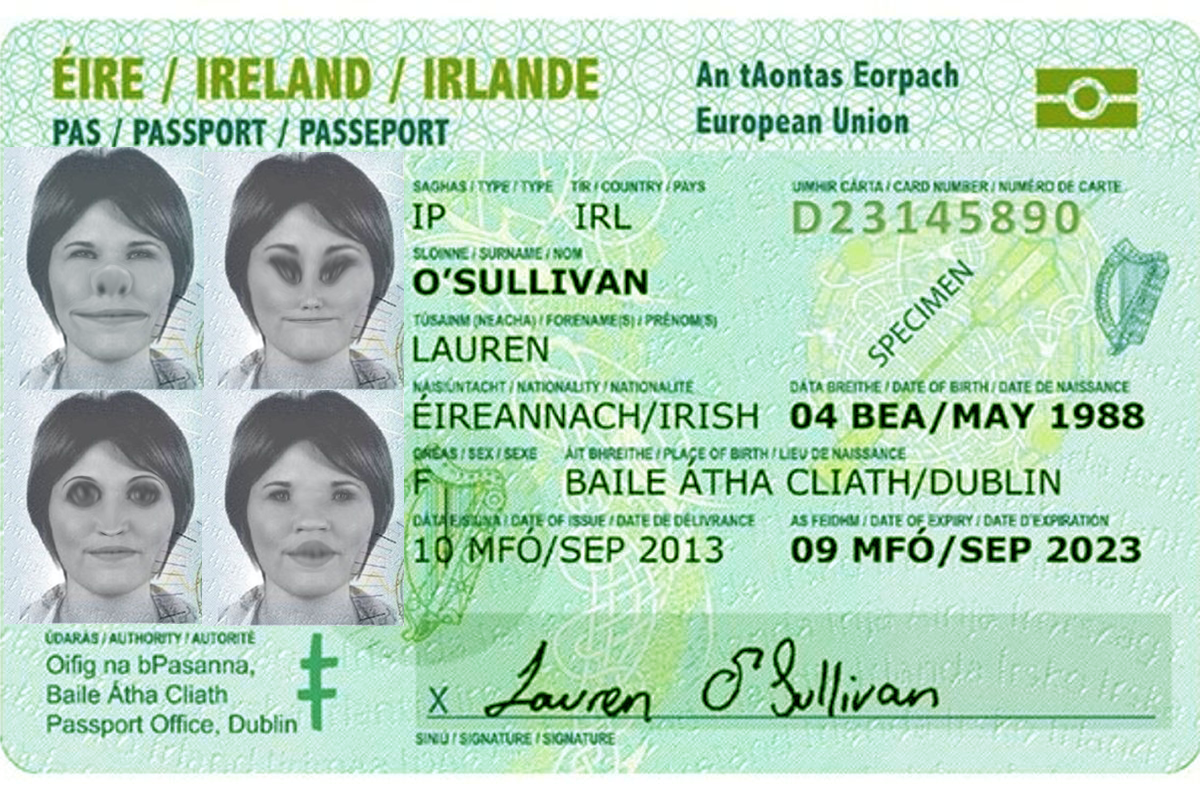 ÉIRE / IRELAND / IRLANDE
PAS / PASSPORT / PASSEPORT
An tAontas Eorpach
European Union
SAGHAS / TYPE / TYPE TÍR / COUNTRY / PAYS
UIMHIR CÁRTA / CARD NUMBER / NUMÉRO DE CARTE
IP IRL
D23145890
SLOINNE / SURNAME / NOM
O'SULLIVAN
SPECIMEN
TÚSAINM (NEACHA) / FORENAME(S) / PRÉNOM(S)
LAUREN
NÁISIÚNTACHT / NATIONALITY / NATIONALITÉ
DÁTA BREITHE / DATE OF BIRTH / DATE DE NAISSANCE
ÉIREANNACH/IRISH
04 BEA/MAY 1988
GNÉAS / SEX / SEXE ÁIT BHREITHE / PLACE OF BIRTH / LIEU DE NAISSANCE
F BAILE ÁTHA CLIATH/DUBLIN
DÁTA EISIÚNA / DATE OF ISSUE / DATE DE DÉLIVRANCE
AS FEIDHM / DATE OF EXPIRY / DATE D'EXPIRATION
10 MFÓ/SEP 2013
09 MFÓ/SEP 2023
ÚDARÁS / AUTHORITY / AUTORITÉ
Oifig na bPasanna,
Baile Átha Cliath
Passport Office, Dublin
X Lauren O'Sullivan
SÍNIÚ / SIGNATURE / SIGNATURE